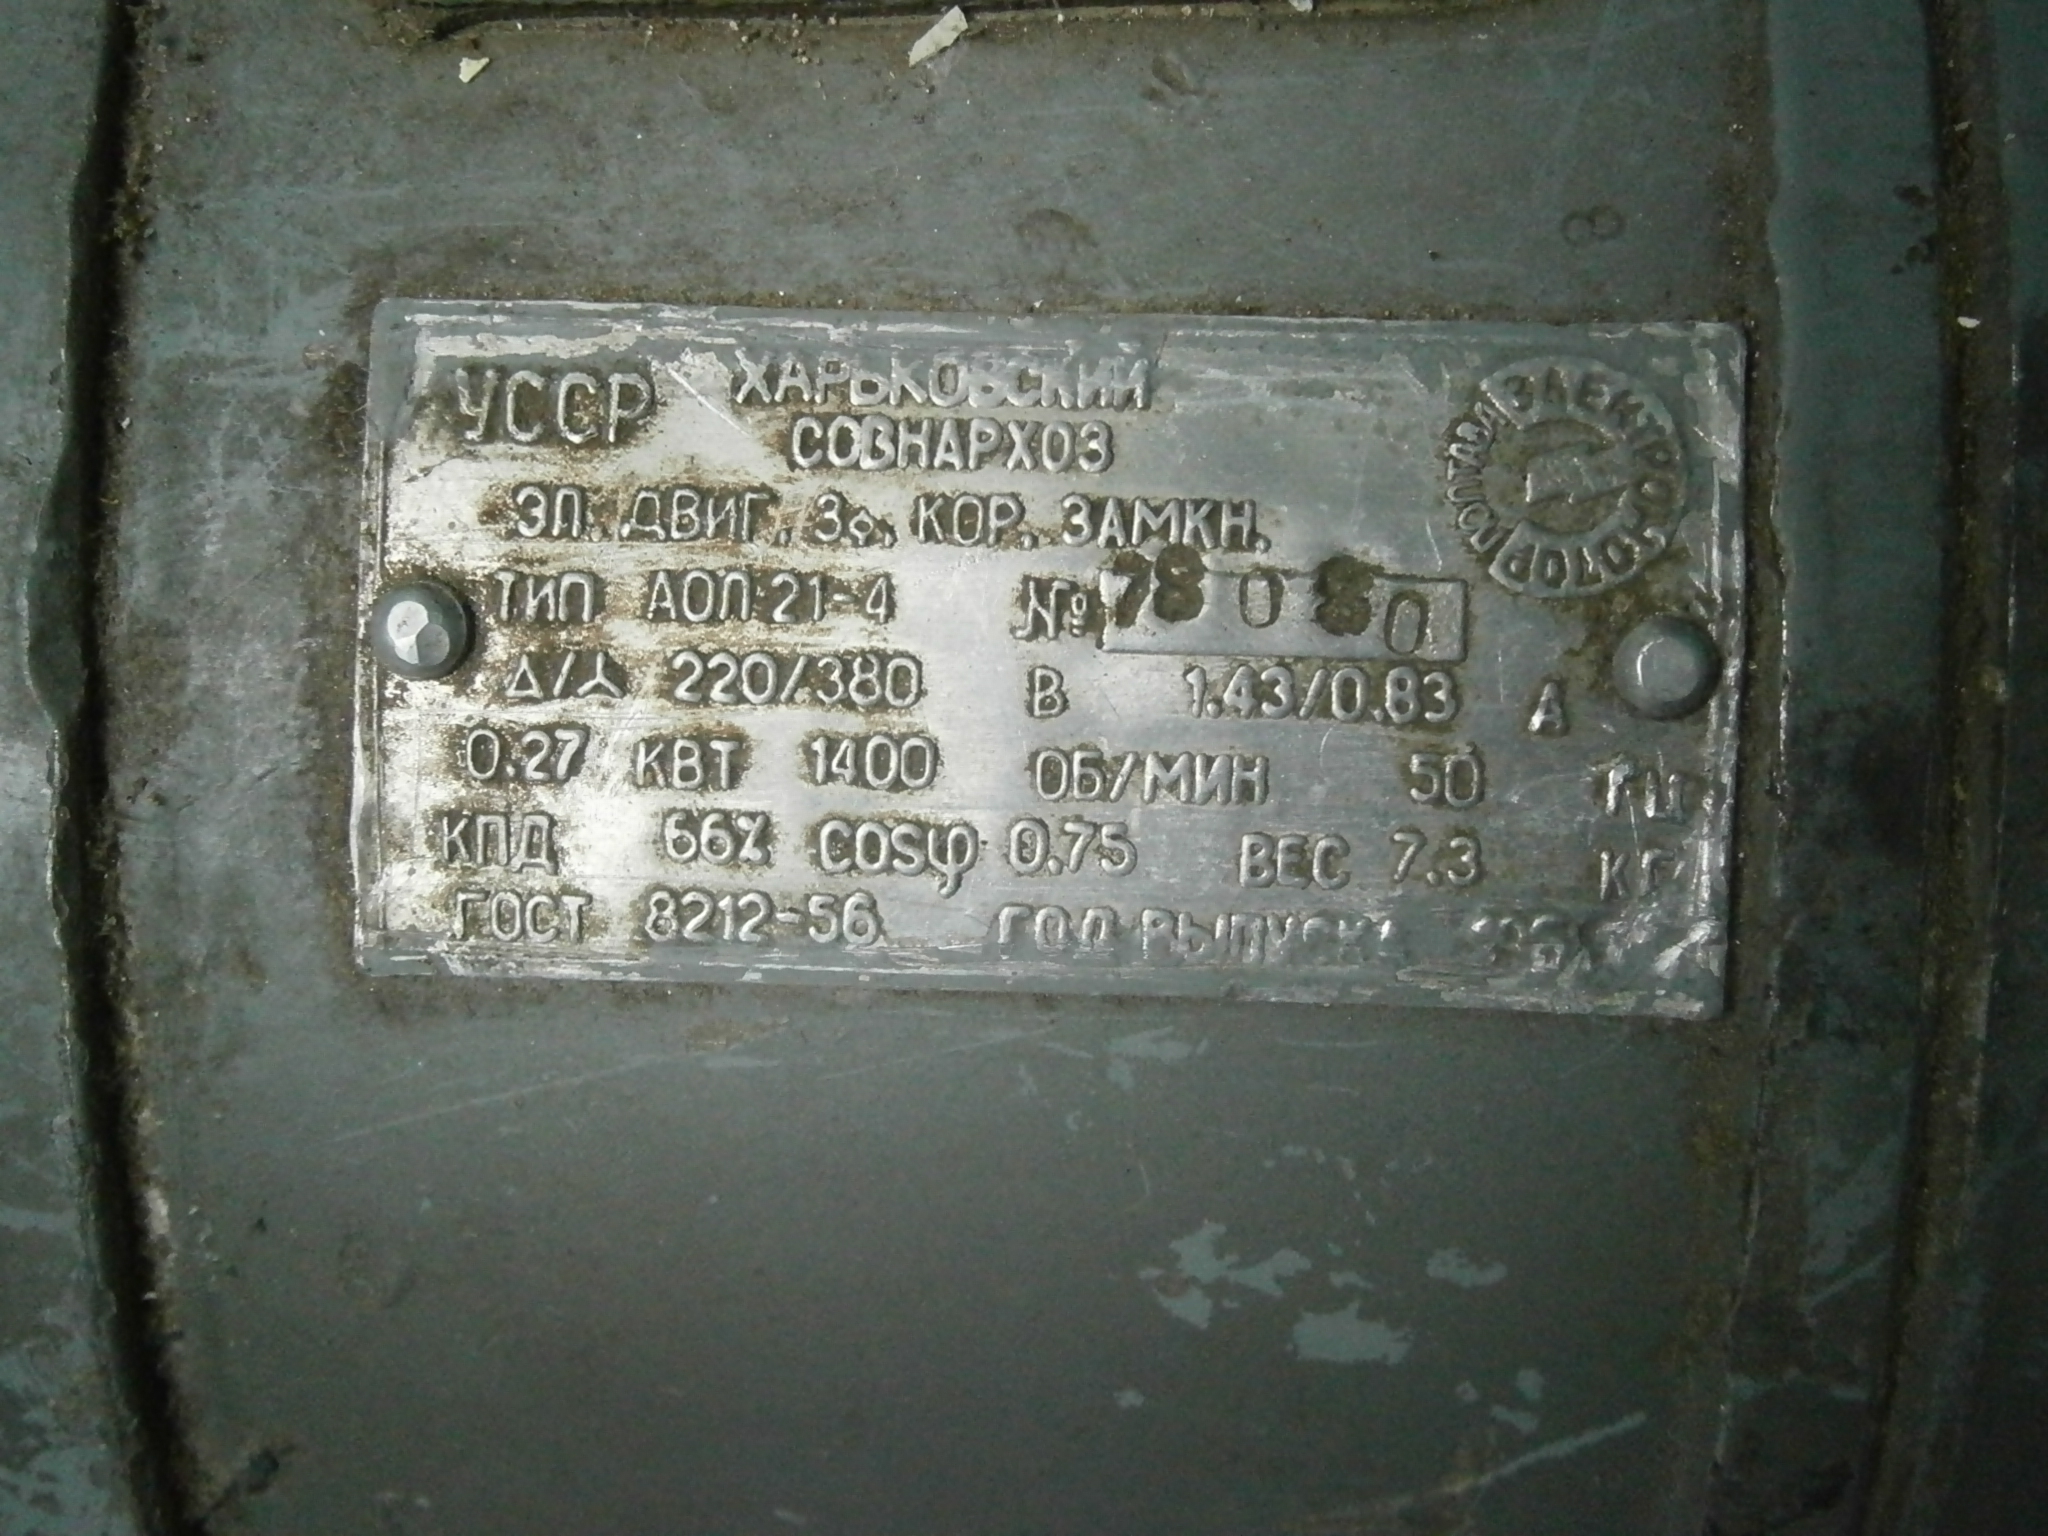 УССР ХАРЬКОВСКИЙ
СОВНАРХОЗ
ПОЛТАВА ЭЛЕКТРОМОТОР
ЭЛ. ДВИГ. 3ф. КОР. ЗАМКН.
ТИП АОЛ 21-4 № 78080
Δ/⅄ 220/380 В 1.43/0.83 А
0.27 КВТ 1400 ОБ/МИН 50 ГЦ
КПД 66% COSφ 0.75 ВЕС 7.3 КГ
ГОСТ 8212-56 ГОД ВЫПУСКА